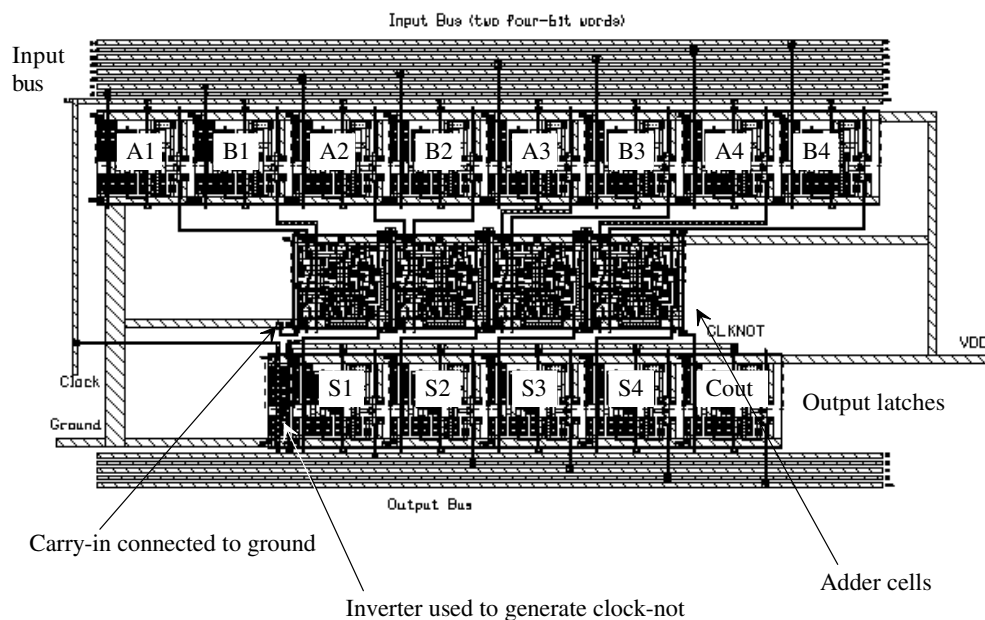 Input Bus (two four-bit words)
Input
bus
A1 B1 A2 B2 A3 B3 A4 B4
CLKNOT
VDD
Clock
S1 S2 S3 S4 Cout
Output latches
Ground
Output Bus
Carry-in connected to ground
Adder cells
Inverter used to generate clock-not